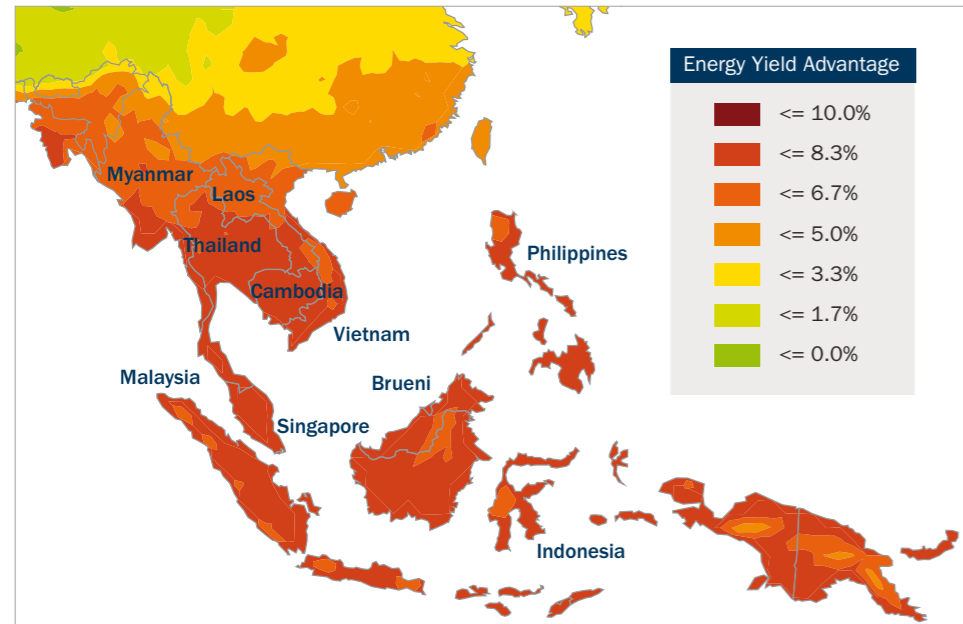 Energy Yield Advantage
<= 10.0%
<= 8.3%
<= 6.7%
<= 5.0%
<= 3.3%
<= 1.7%
<= 0.0%
Myanmar
Laos
Thailand
Philippines
Cambodia
Vietnam
Malaysia
Brueni
Singapore
Indonesia